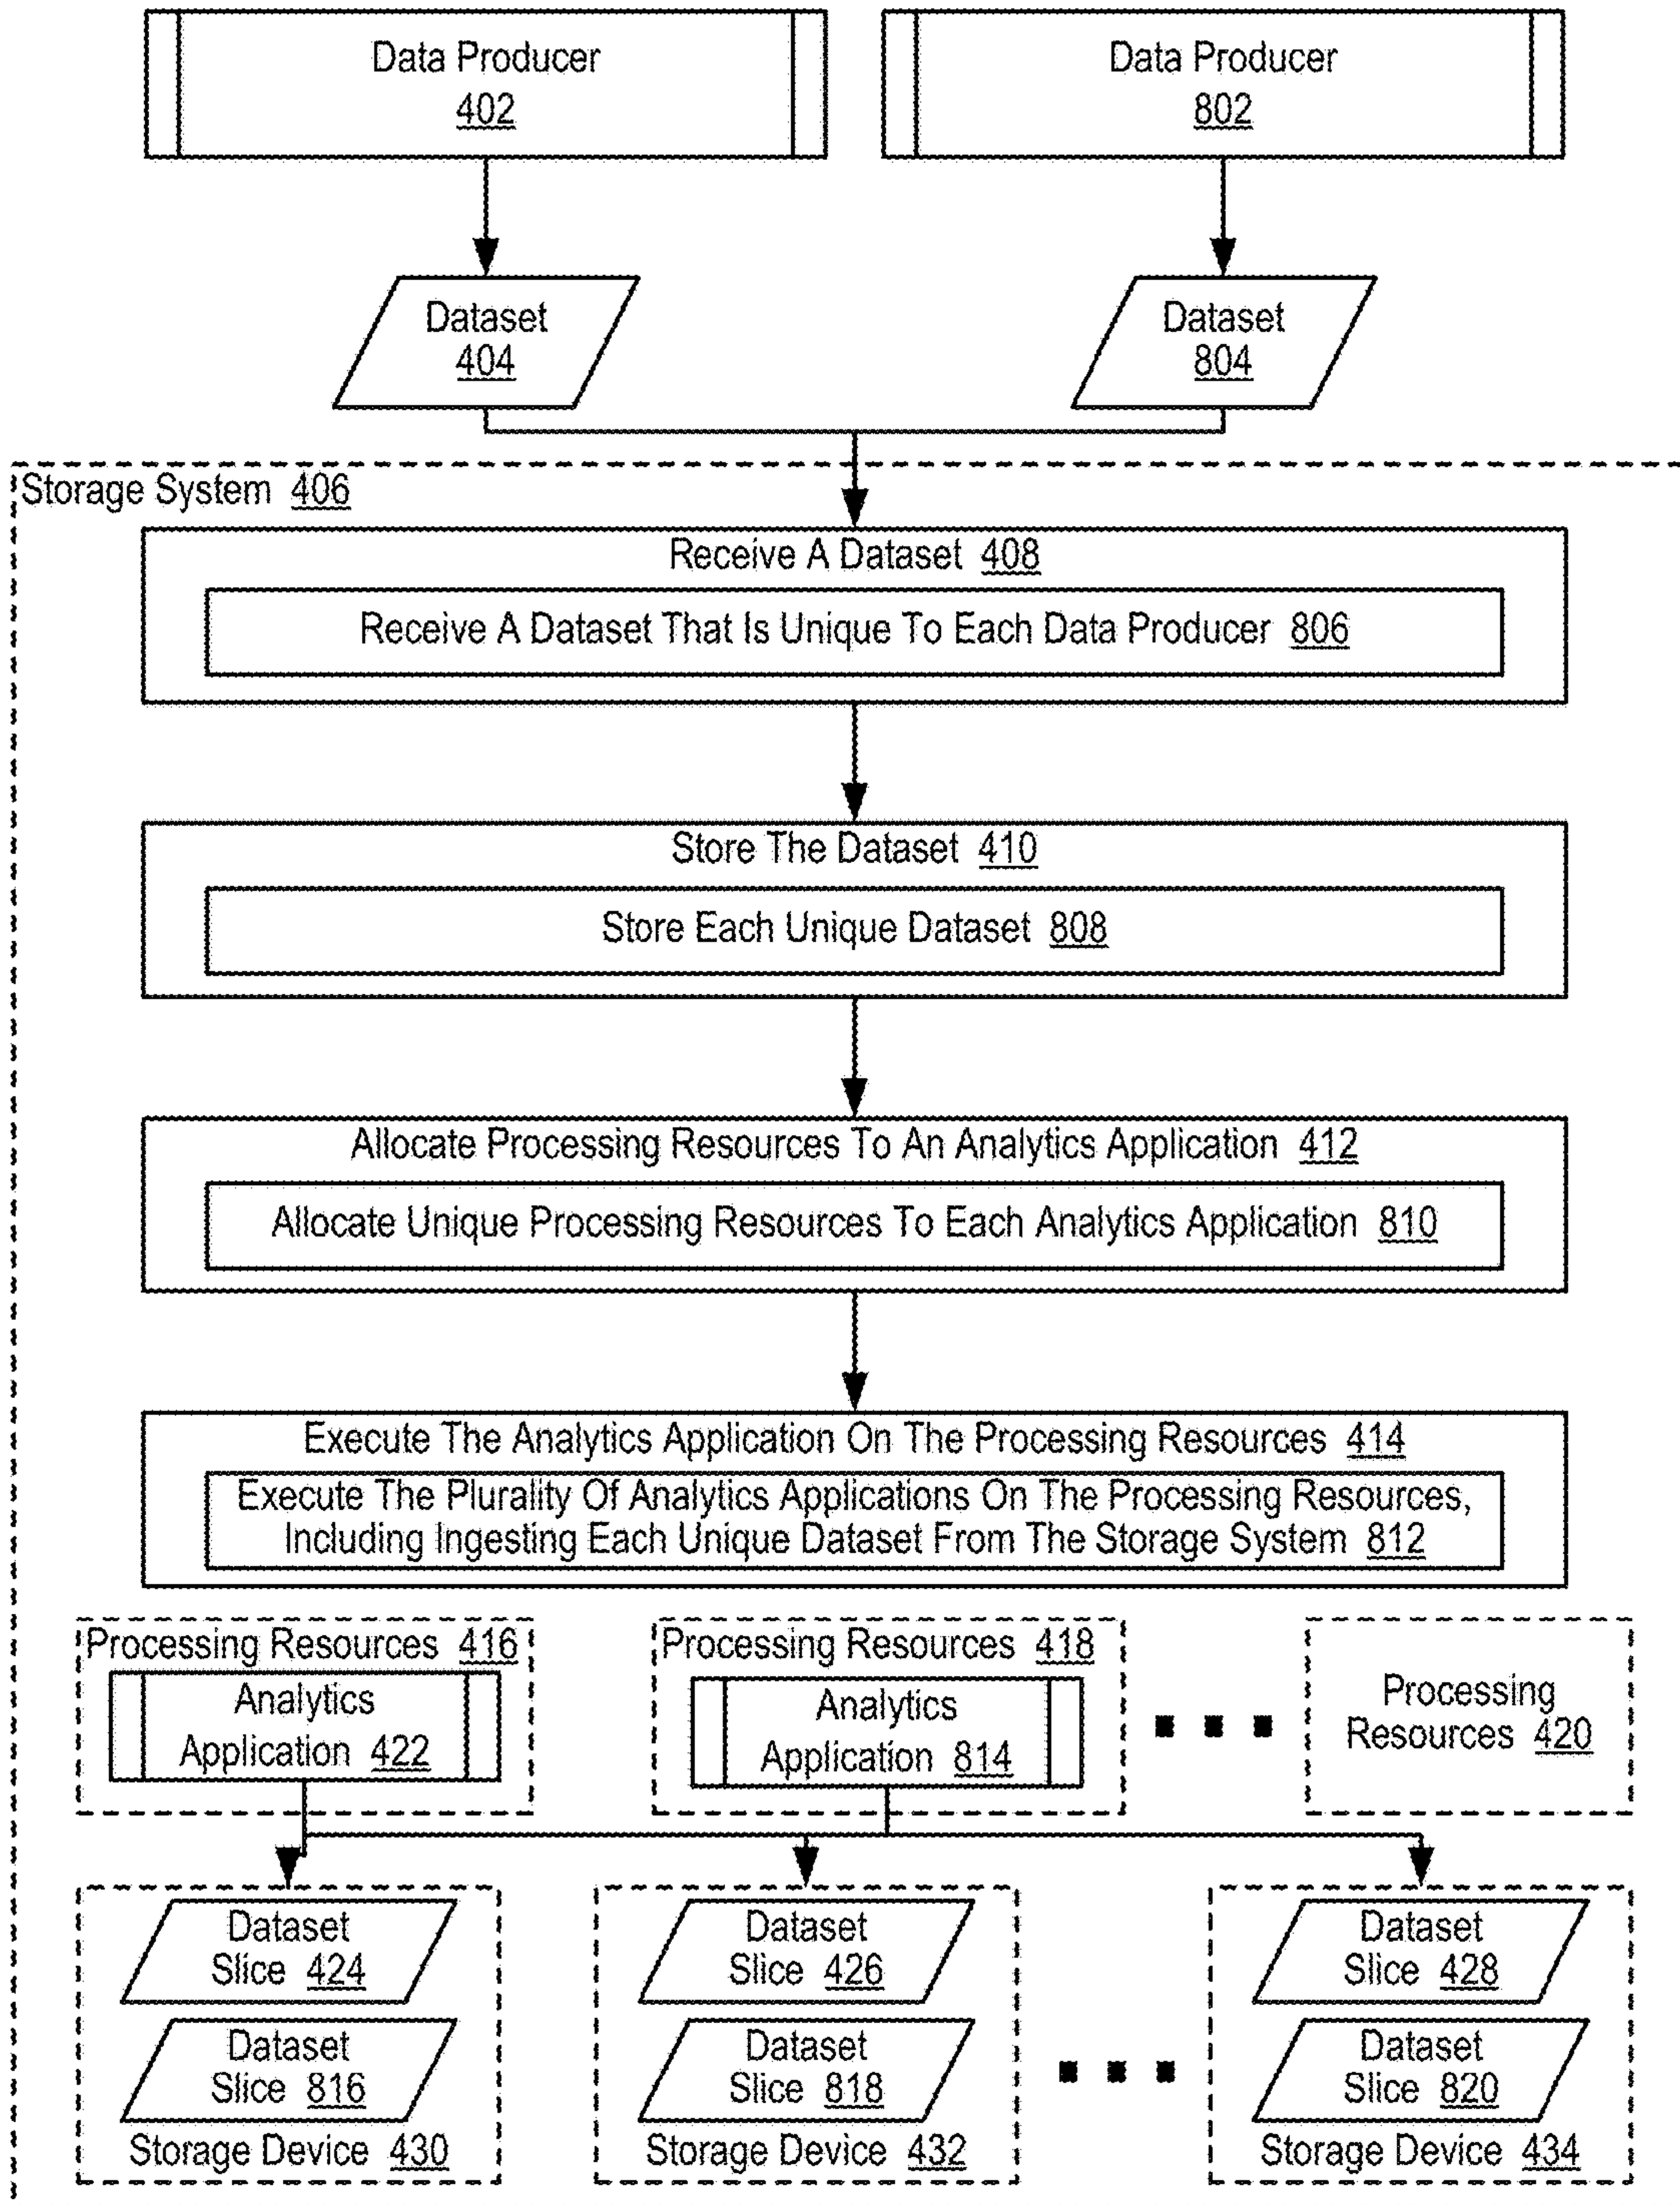 Data Producer
402
Data Producer
802
Dataset
404
Dataset
804
Storage System 406
Receive A Dataset 408
Receive A Dataset That Is Unique To Each Data Producer 806
Store The Dataset 410
Store Each Unique Dataset 808
Allocate Processing Resources To An Analytics Application 412
Allocate Unique Processing Resources To Each Analytics Application 810
Execute The Analytics Application On The Processing Resources 414
Execute The Plurality Of Analytics Applications On The Processing Resources,
Including Ingesting Each Unique Dataset From The Storage System 812
Processing Resources 416
Analytics
Application 422
Processing Resources 418
Analytics
Application 814
Processing
Resources 420
Dataset
Slice 424
Dataset
Slice 816
Storage Device 430
Dataset
Slice 426
Dataset
Slice 818
Storage Device 432
Dataset
Slice 428
Dataset
Slice 820
Storage Device 434